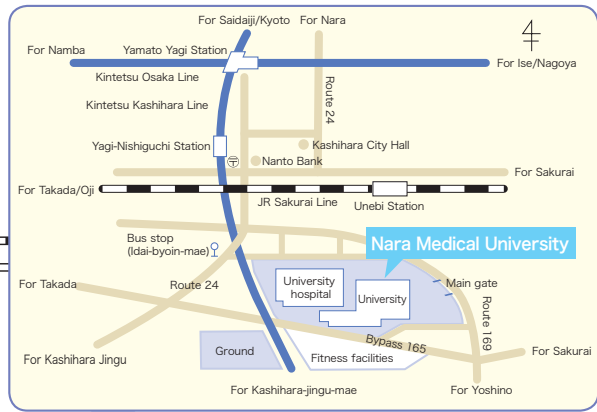 For Saidaiji/Kyoto
For Nara
For Namba
Yamato Yagi Station
For Ise/Nagoya
Kintetsu Osaka Line
Kintetsu Kashihara Line
Route 24
Yagi-Nishiguchi Station
Kashihara City Hall
〒
Nanto Bank
For Sakurai
For Takada/Oji
JR Sakurai Line
Unebi Station
Bus stop
(Idai-byoin-mae)
Nara Medical University
For Takada
Route 24
University
hospital
University
Main gate
Route 169
Bypass 165
For Kashihara Jingu
Ground
Fitness facilities
For Sakurai
For Kashihara-jingu-mae
For Yoshino